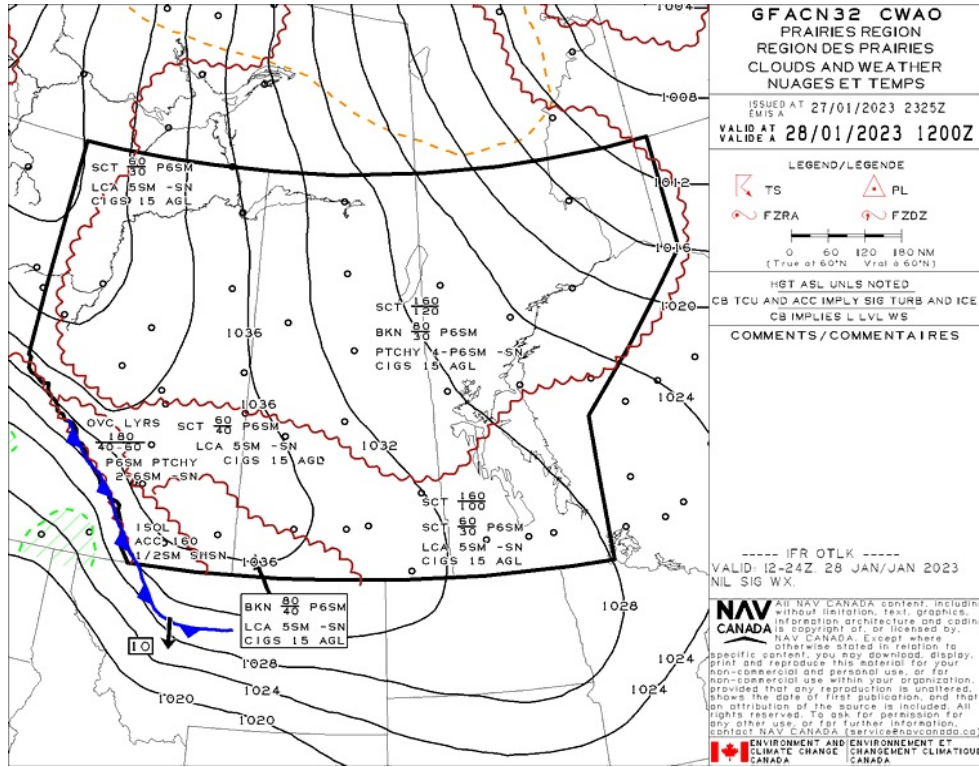 GFACN32 CWAO
PRAIRIES REGION
REGION DES PRAIRIES
CLOUDS AND WEATHER
NUAGES ET TEMPS
ISSUED AT
EMIS A
27/01/2023 2325Z
VALID AT
VALIDE A
28/01/2023 1200Z
LEGEND/LÉGENDE
TS
PL
FZRA
FZDZ
0 60 120 180 NM
(True at 60°N Vrai à 60°N)
HGT ASL UNLS NOTED
CB TCU AND ACC IMPLY SIG TURB AND ICE
CB IMPLIES L LVL WS
COMMENTS/COMMENTAIRES
----- IFR OTLK -----
VALID: 12-24Z. 28 JAN/JAN 2023
NIL SIG WX.
NAV
CANADA
All NAV CANADA content, including
without limitation, text, graphics,
information architecture and coding
is copyright of, or licensed by,
NAV CANADA. Except where
otherwise stated in relation to
specific content, you may download, display,
print and reproduce this material for your
non-commercial and personal use, or for
non-commercial use within your organization,
provided that any reproduction is unaltered,
shows the date of first publication, and that
an attribution of the source is included. All
rights reserved. To ask for permission for
any other use, or for further information,
contact NAV CANADA (service@navcanada.ca)
ENVIRONMENT AND
CLIMATE CHANGE
CANADA
ENVIRONNEMENT ET
CHANGEMENT CLIMATIQUE
CANADA
1004
1008
1012
1016
1020
1024
SCT 60/30 P6SM
LCA 5SM -SN
CIGS 15 AGL
SCT 160/120
BKN 80/30 P6SM
PTCHY 4-P6SM -SN
CIGS 15 AGL
1036
1036
1032
OVC LYRS
180/40-60
P6SM PTCHY
2-6SM -SN
SCT 60/40 P6SM
LCA 5SM -SN
CIGS 15 AGL
SCT 160/100
SCT 60/30 P6SM
LCA 5SM -SN
CIGS 15 AGL
ISOL
ACC 160
1/2SM SHSN
1036
BKN 80/40 P6SM
LCA 5SM -SN
CIGS 15 AGL
10
1028
1028
1024
1024
1024
1020
1020